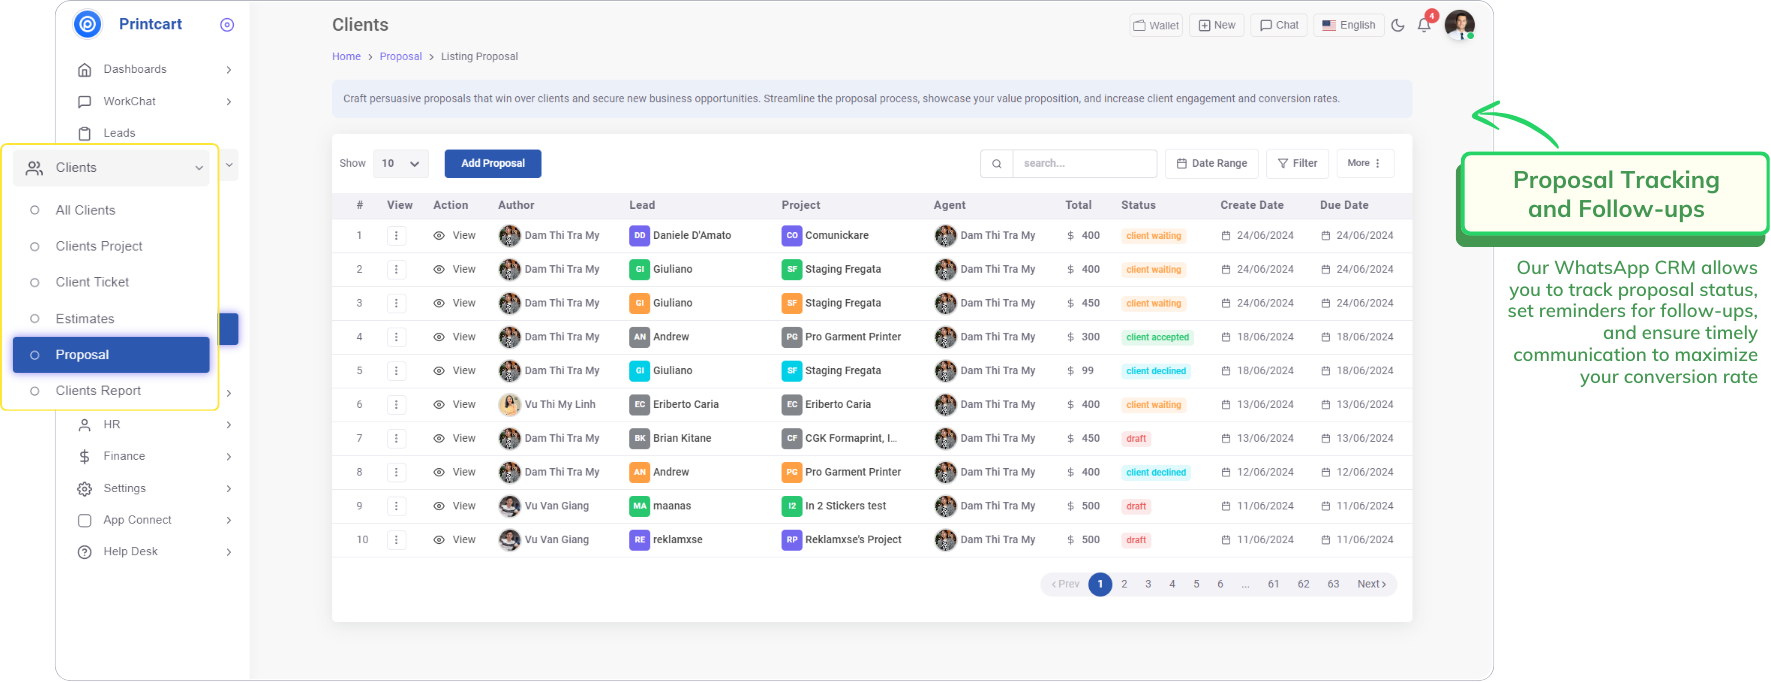 Printcart
Dashboards
WorkChat
Leads
Clients
All Clients
Clients Project
Client Ticket
Estimates
Proposal
Clients Report
HR
Finance
Settings
App Connect
Help Desk
Clients
Wallet
New
Chat
English
4
Home > Proposal > Listing Proposal
Craft persuasive proposals that win over clients and secure new business opportunities. Streamline the proposal process, showcase your value proposition, and increase client engagement and conversion rates.
Show 10 Add Proposal search... Date Range Filter More
# View Action Author Lead Project Agent Total Status Create Date Due Date
1 View Dam Thi Tra My DD Daniele D'Amato CO Comunickare Dam Thi Tra My $ 400 client waiting 24/06/2024 24/06/2024
2 View Dam Thi Tra My GI Giuliano SF Staging Fregata Dam Thi Tra My $ 400 client waiting 24/06/2024 24/06/2024
3 View Dam Thi Tra My GI Giuliano SF Staging Fregata Dam Thi Tra My $ 450 client waiting 24/06/2024 24/06/2024
4 View Dam Thi Tra My AN Andrew PG Pro Garment Printer Dam Thi Tra My $ 300 client accepted 18/06/2024 18/06/2024
5 View Dam Thi Tra My GI Giuliano SF Staging Fregata Dam Thi Tra My $ 99 client declined 18/06/2024 18/06/2024
6 View Vu Thi My Linh EC Eriberto Caria EC Eriberto Caria Dam Thi Tra My $ 400 client waiting 13/06/2024 13/06/2024
7 View Dam Thi Tra My BK Brian Kitane CF CGK Formaprint, I... Dam Thi Tra My $ 450 draft 13/06/2024 13/06/2024
8 View Dam Thi Tra My AN Andrew PG Pro Garment Printer Dam Thi Tra My $ 400 client declined 12/06/2024 12/06/2024
9 View Vu Van Giang MA maanas I2 In 2 Stickers test Dam Thi Tra My $ 500 draft 11/06/2024 11/06/2024
10 View Vu Van Giang RE reklamxse RP Reklamxse's Project Dam Thi Tra My $ 500 draft 11/06/2024 11/06/2024
< Prev 1 2 3 4 5 6 ... 61 62 63 Next >
Proposal Tracking
and Follow-ups
Our WhatsApp CRM allows
you to track proposal status,
set reminders for follow-ups,
and ensure timely
communication to maximize
your conversion rate